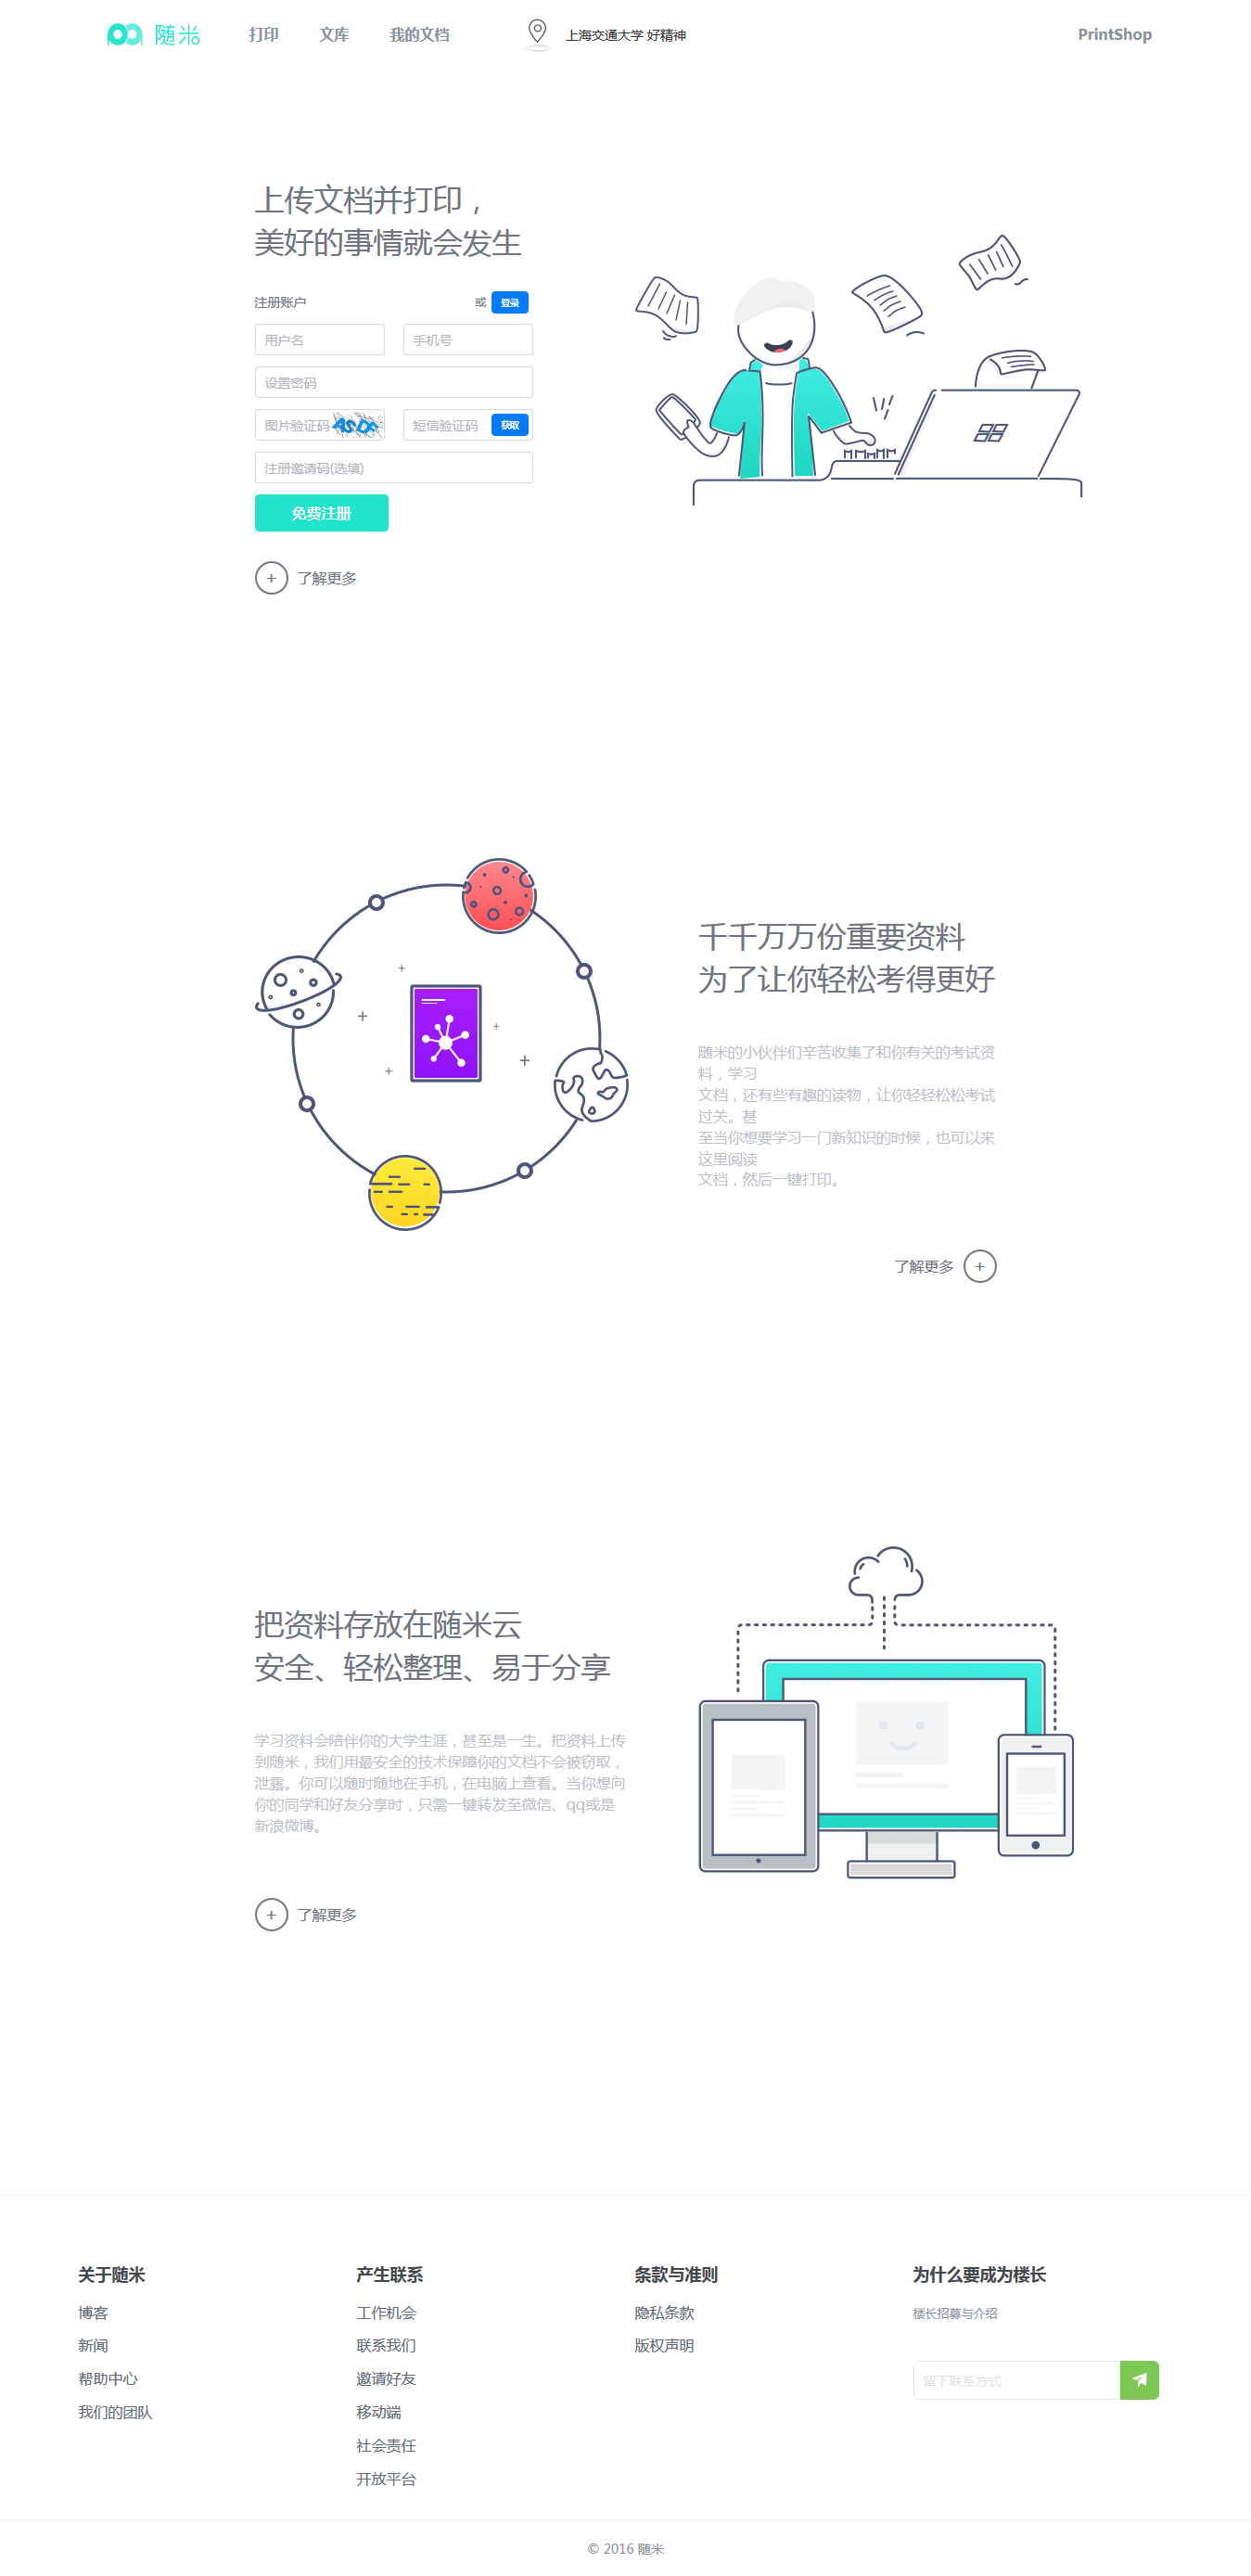 随米 打印 文库 我的文档 上海交通大学 好精神 PrintShop
上传文档并打印，
美好的事情就会发生
注册账户 或 登录
用户名 手机号
设置密码
图片验证码 ASDF 短信验证码 获取
注册邀请码(选填)
免费注册
+ 了解更多
千千万万份重要资料
为了让你轻松考得更好
随米的小伙伴们辛苦收集了和你有关的考试资
料，学习
文档，还有些有趣的读物，让你轻轻松松考试
过关。甚
至当你想要学习一门新知识的时候，也可以来
这里阅读
文档，然后一键打印。
了解更多 +
把资料存放在随米云
安全、轻松整理、易于分享
学习资料会陪伴你的大学生涯，甚至是一生。把资料上传
到随米，我们用最安全的技术保障你的文档不会被窃取，
泄露。你可以随时随地在手机，在电脑上查看。当你想向
你的同学和好友分享时，只需一键转发至微信、qq或是
新浪微博。
+ 了解更多
关于随米
博客
新闻
帮助中心
我们的团队
产生联系
工作机会
联系我们
邀请好友
移动端
社会责任
开放平台
条款与准则
隐私条款
版权声明
为什么要成为楼长
楼长招募与介绍
留下联系方式
© 2016 随米